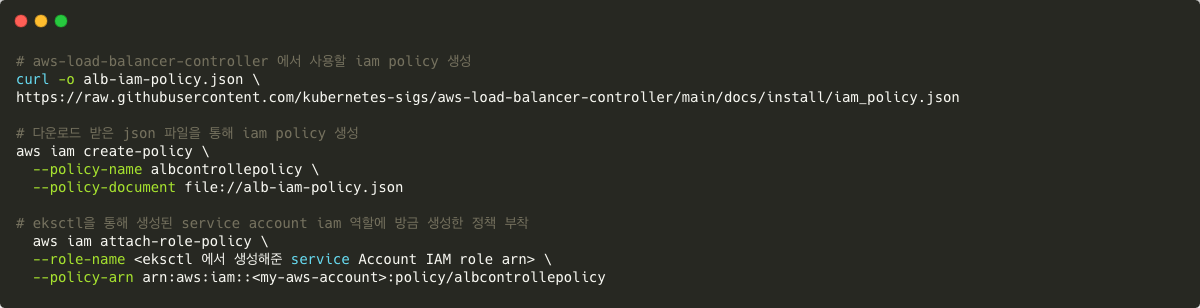 # aws-load-balancer-controller 에서 사용할 iam policy 생성
curl -o alb-iam-policy.json \
https://raw.githubusercontent.com/kubernetes-sigs/aws-load-balancer-controller/main/docs/install/iam_policy.json
# 다운로드 받은 json 파일을 통해 iam policy 생성
aws iam create-policy \
--policy-name albcontrollepolicy \
--policy-document file://alb-iam-policy.json
# eksctl을 통해 생성된 service account iam 역할에 방금 생성한 정책 부착
aws iam attach-role-policy \
--role-name <eksctl 에서 생성해준 service Account IAM role arn> \
--policy-arn arn:aws:iam::<my-aws-account>:policy/albcontrollepolicy